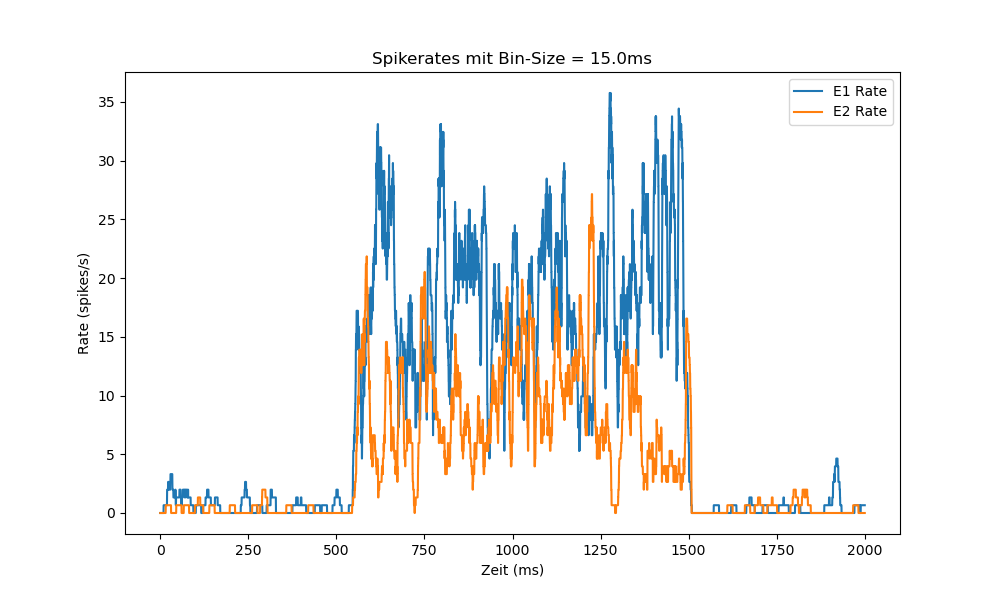 Spikerates mit Bin-Size = 15.0ms
E1 Rate
E2 Rate
35
30
25
20
15
10
5
0
Rate (spikes/s)
0 250 500 750 1000 1250 1500 1750 2000
Zeit (ms)